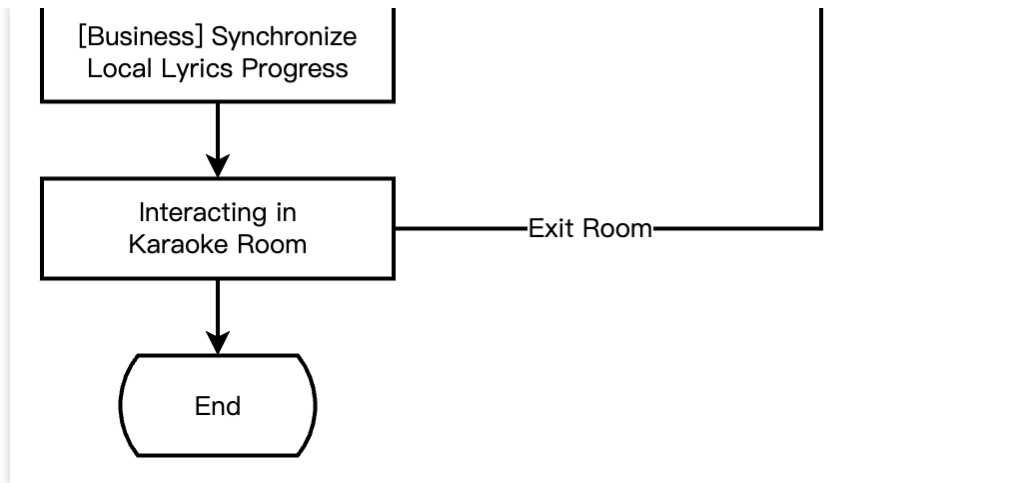 [Business] Synchronize
Local Lyrics Progress
Interacting in
Karaoke Room
Exit Room
End